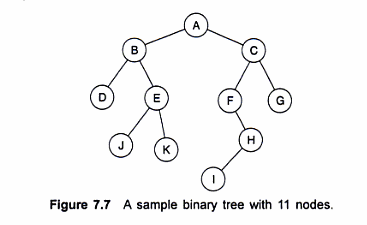 A
B C
D E F G
J K H
I
Figure 7.7 A sample binary tree with 11 nodes.